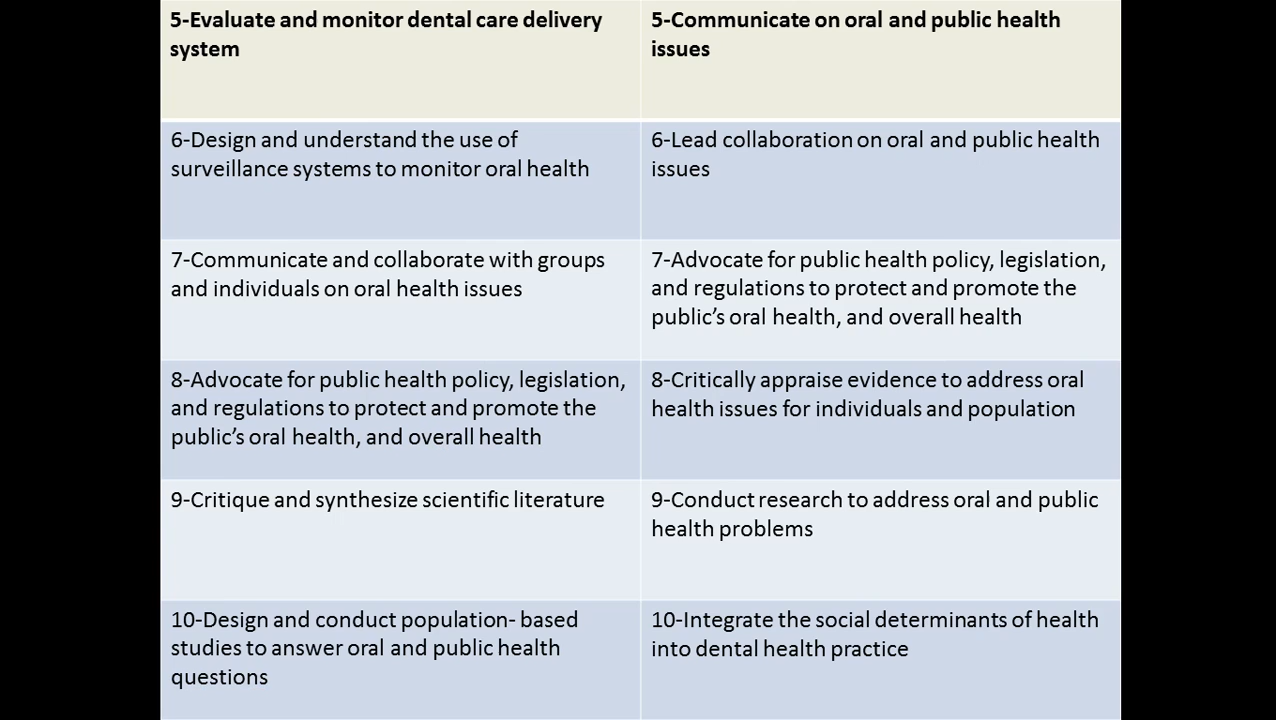 5-Evaluate and monitor dental care delivery
system
5-Communicate on oral and public health
issues
6-Design and understand the use of
surveillance systems to monitor oral health
6-Lead collaboration on oral and public health
issues
7-Communicate and collaborate with groups
and individuals on oral health issues
7-Advocate for public health policy, legislation,
and regulations to protect and promote the
public’s oral health, and overall health
8-Advocate for public health policy, legislation,
and regulations to protect and promote the
public’s oral health, and overall health
8-Critically appraise evidence to address oral
health issues for individuals and population
9-Critique and synthesize scientific literature
9-Conduct research to address oral and public
health problems
10-Design and conduct population- based
studies to answer oral and public health
questions
10-Integrate the social determinants of health
into dental health practice